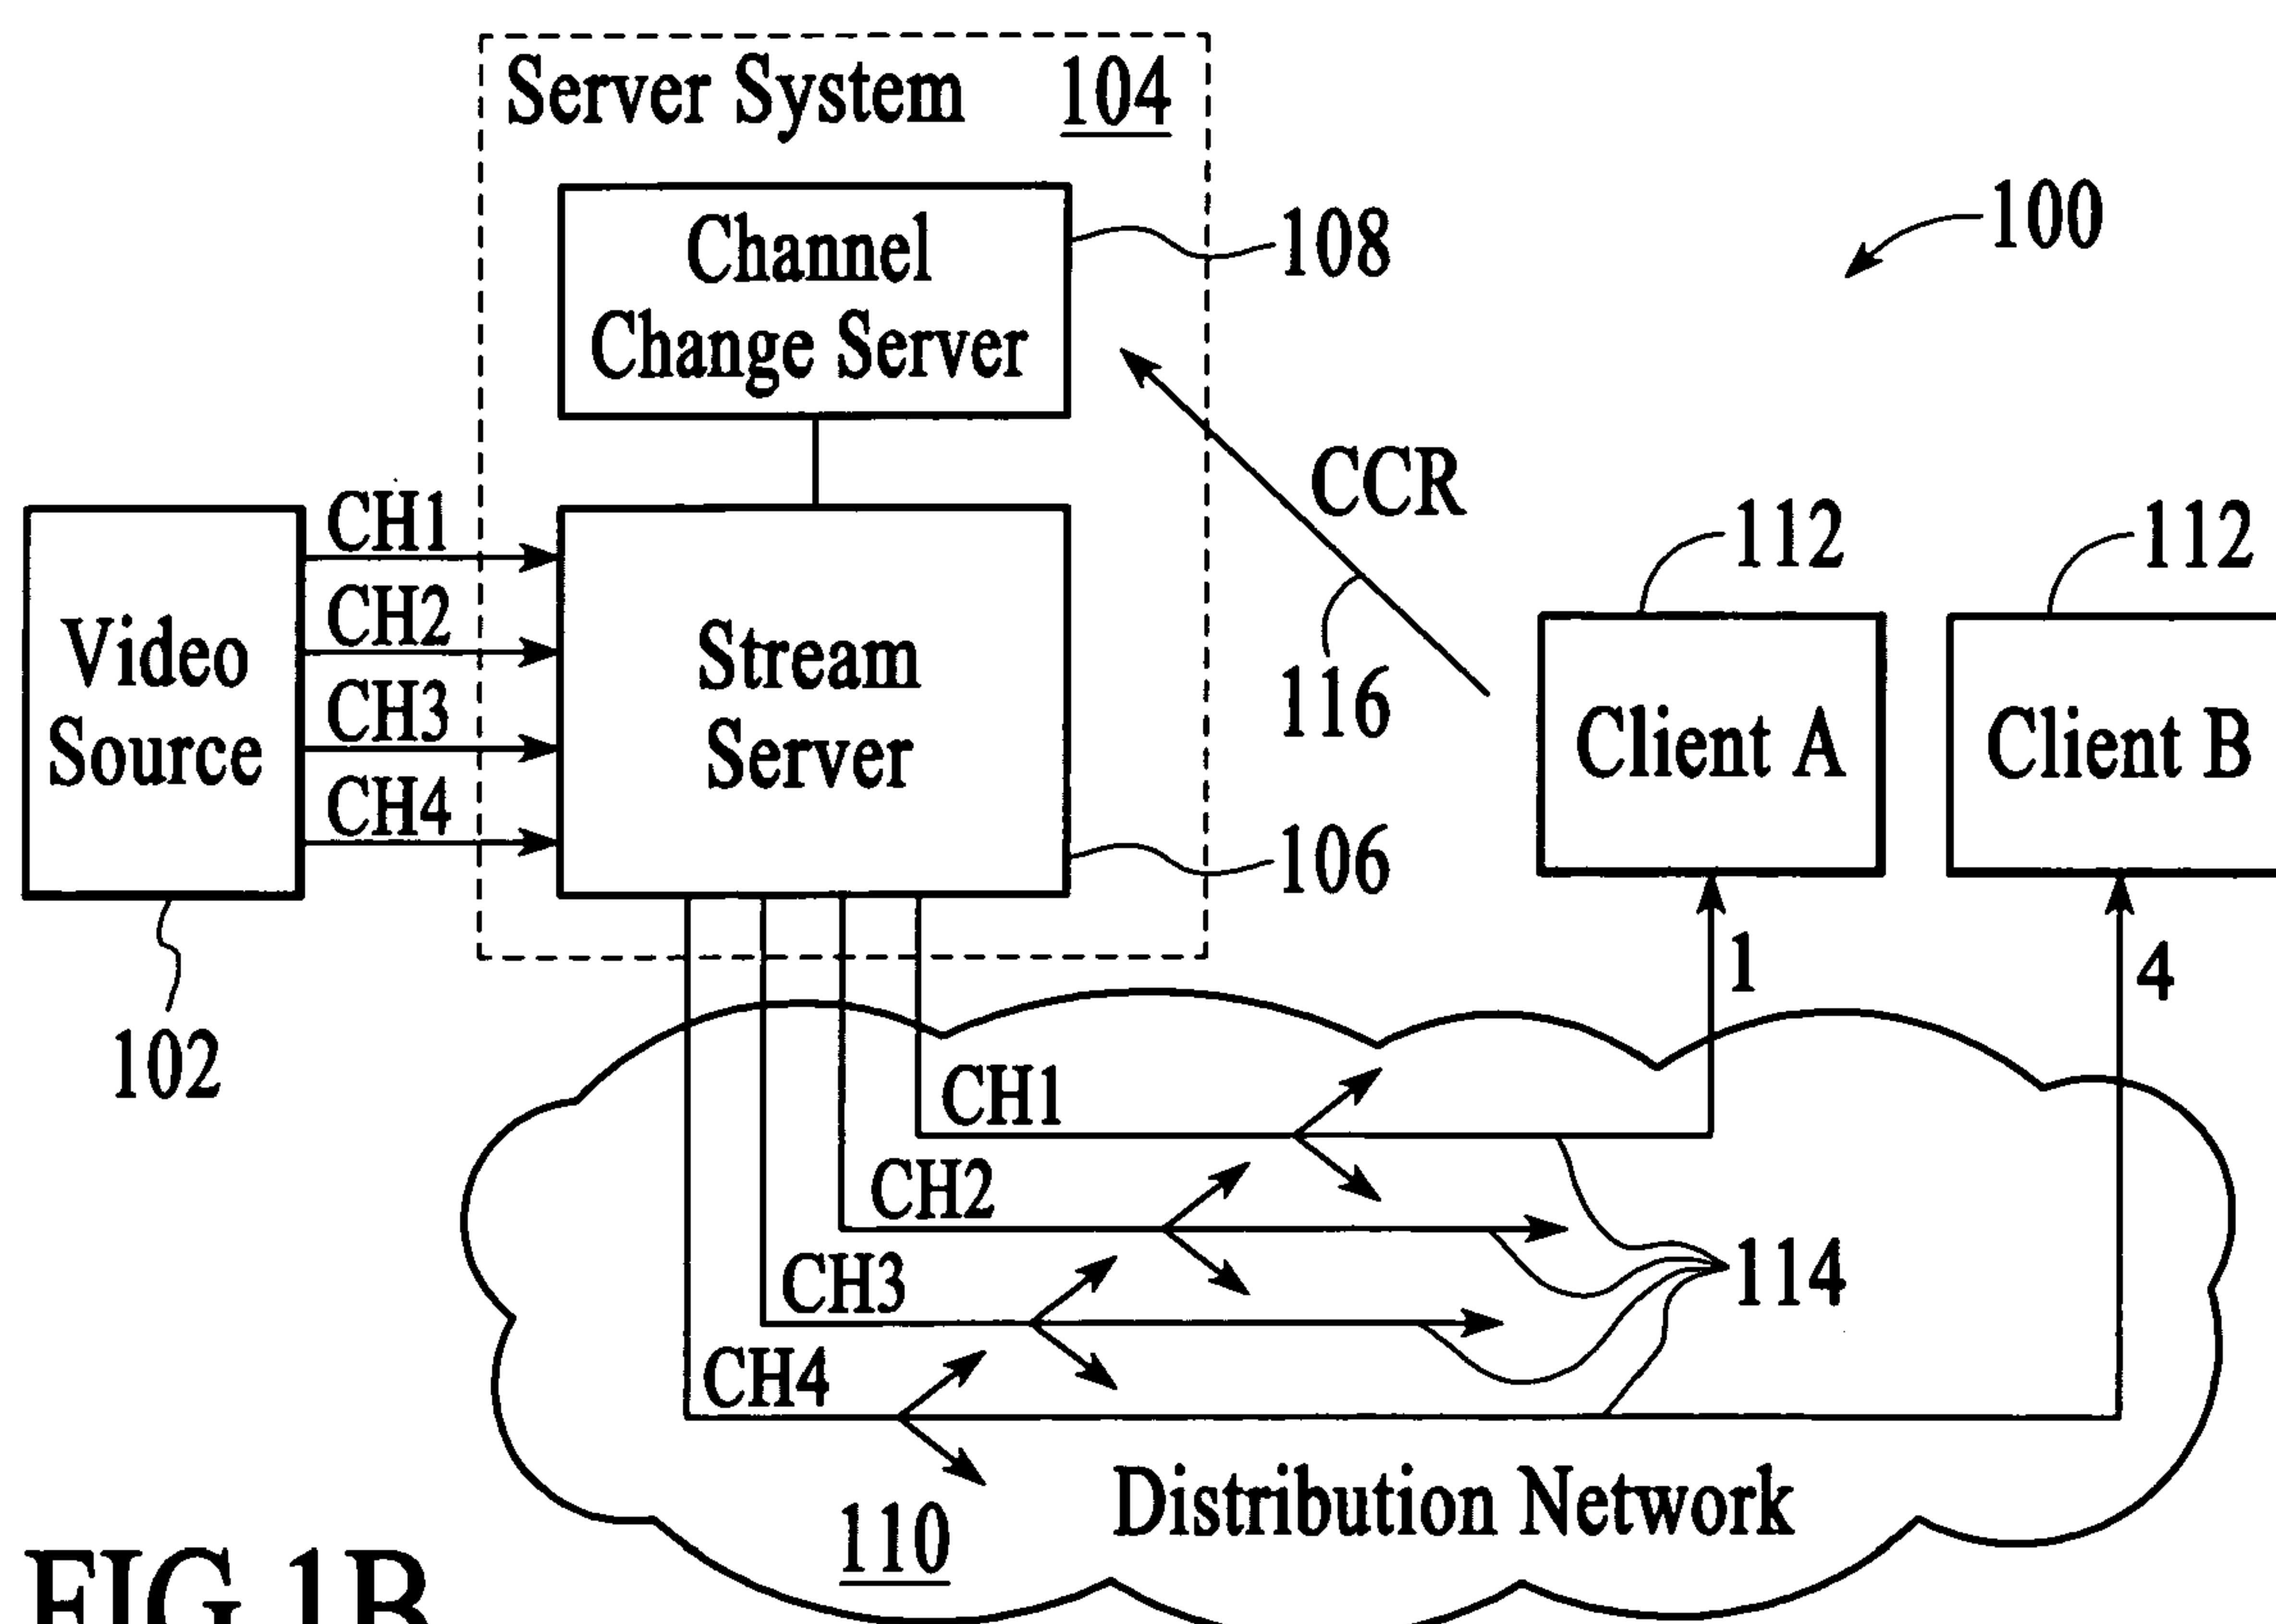 Server System 104
Channel
Change Server
108
100
CCR
116
112
112
Video
Source
102
CH1
CH2
CH3
CH4
Stream
Server
106
Client A
Client B
1
4
CH1
CH2
CH3
CH4
114
Distribution Network
110
FIG.1B